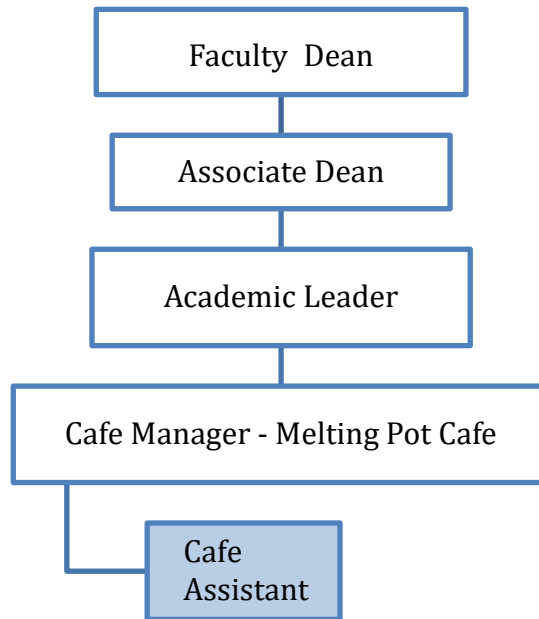 Faculty  Dean
Associate Dean
Academic Leader
Cafe Manager - Melting Pot Cafe
Cafe
Assistant